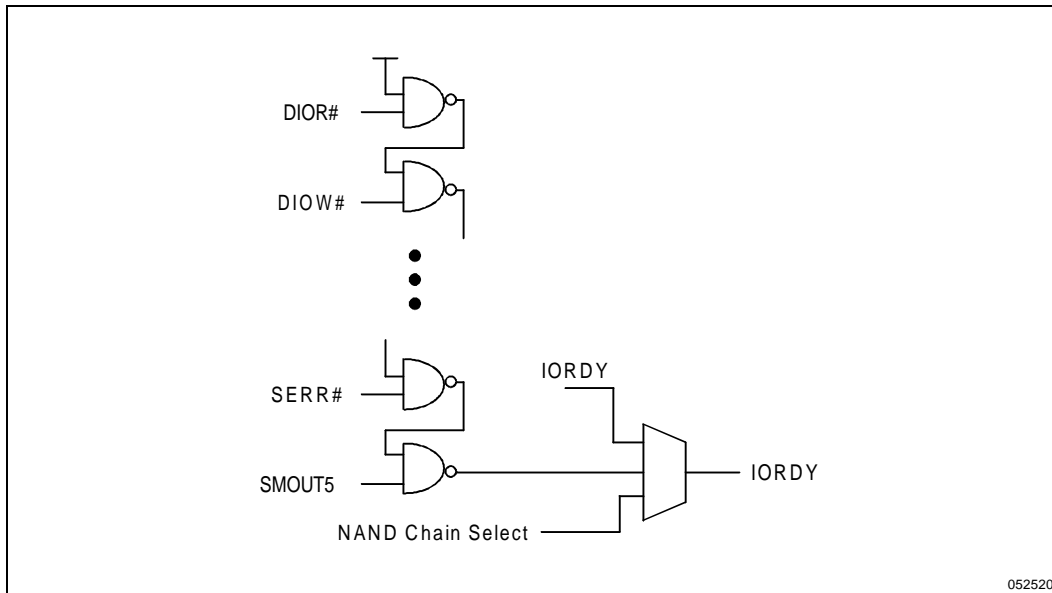 DIOR#
DIOW#
SERR#
IORDY
SMOUT5
IORDY
NAND Chain Select
052520